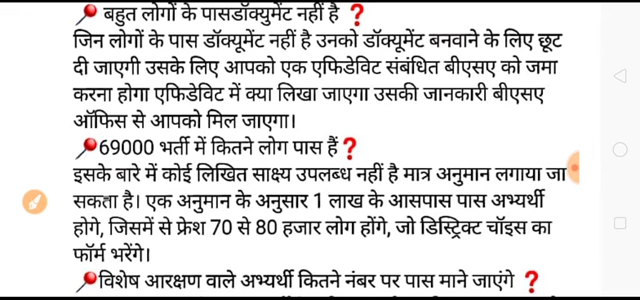 📍 बहुत लोगों के पासडॉक्युमेंट नहीं है ❓
जिन लोगों के पास डॉक्यूमेंट नहीं है उनको डॉक्यूमेंट बनवाने के लिए छूट
दी जाएगी उसके लिए आपको एक एफिडेविट संबंधित बीएसए को जमा
करना होगा एफिडेविट में क्या लिखा जाएगा उसकी जानकारी बीएसए
ऑफिस से आपको मिल जाएगा।
📍69000 भर्ती में कितने लोग पास हैं❓
इसके बारे में कोई लिखित साक्ष्य उपलब्ध नहीं है मात्र अनुमान लगाया जा
सकता है। एक अनुमान के अनुसार 1 लाख के आसपास पास अभ्यर्थी
होगे, जिसमें से फ्रेश 70 से 80 हजार लोग होंगे, जो डिस्ट्रिक्ट चॉइस का
फॉर्म भरेंगे।
📍विशेष आरक्षण वाले अभ्यर्थी कितने नंबर पर पास माने जाएंगे ❓